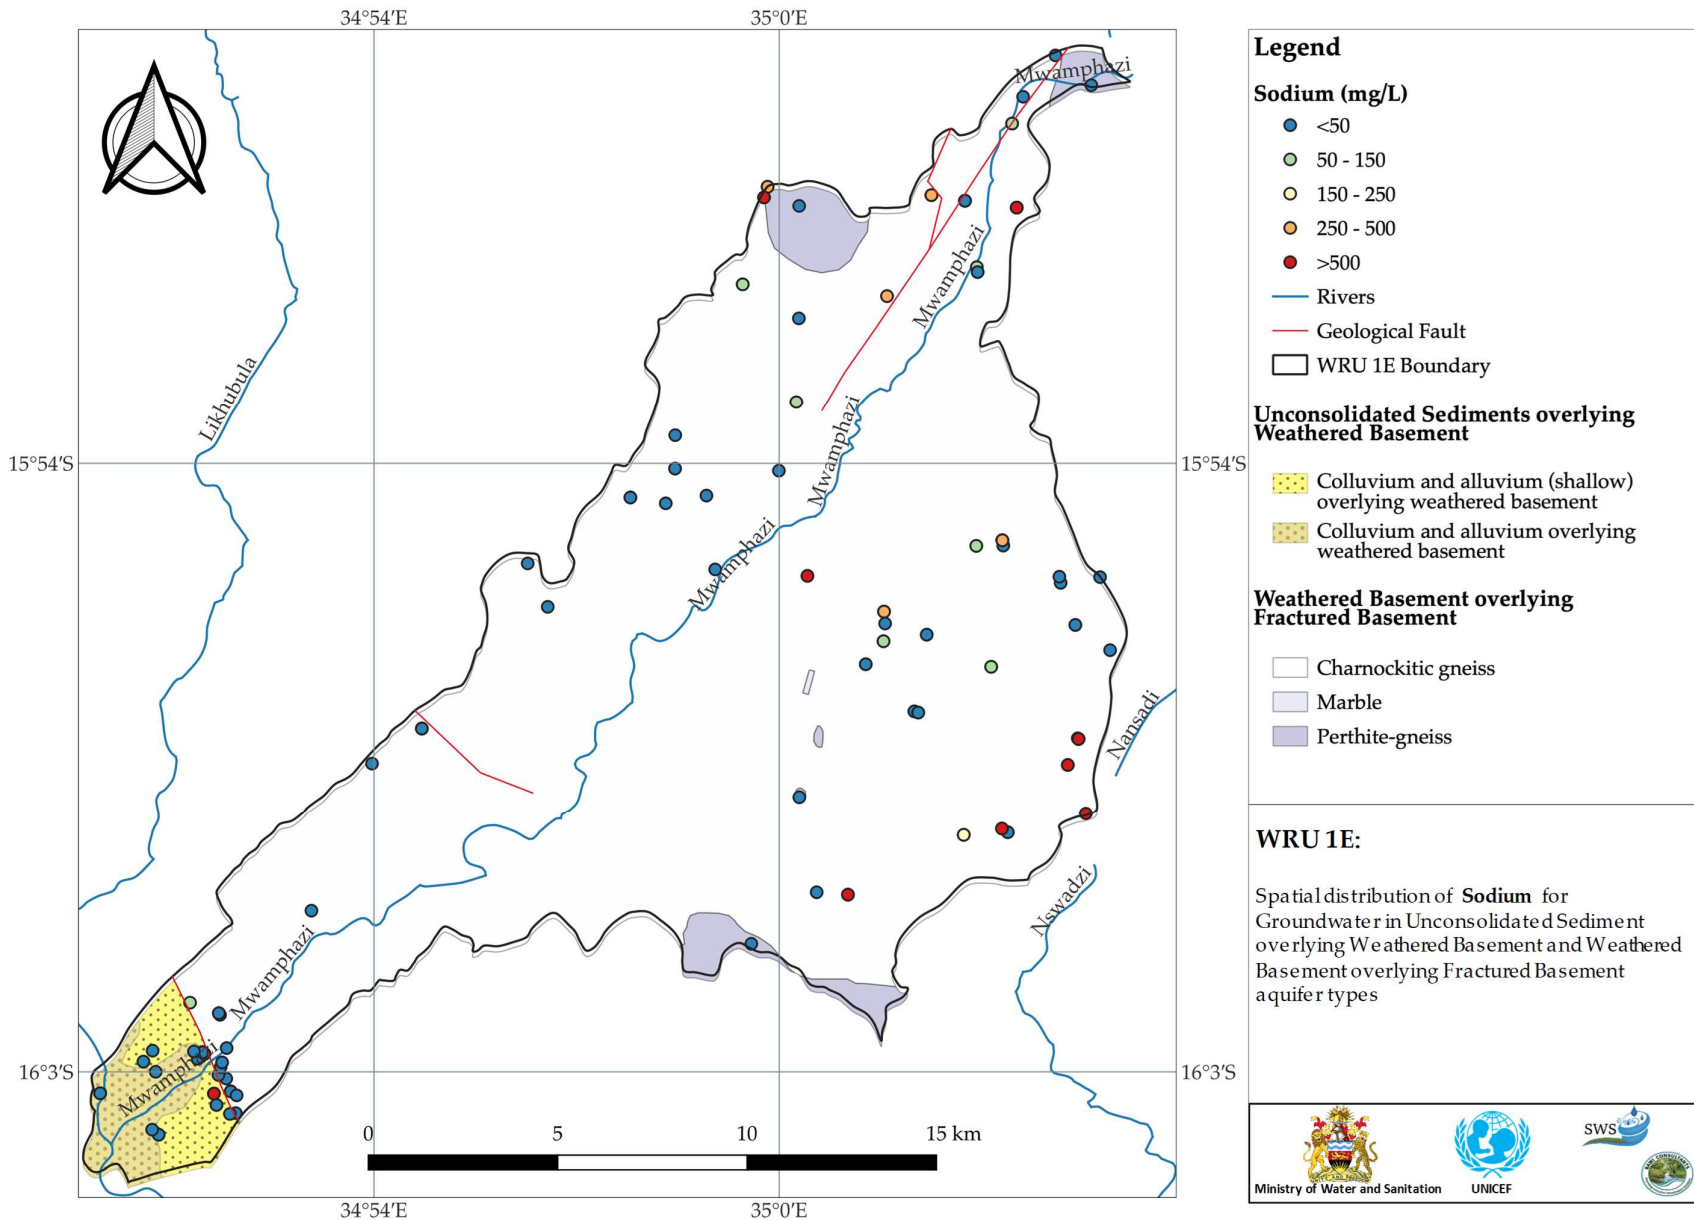 34°54′E
35°0′E
Mwamphazi
Likhubula
Mwamphazi
15°54′S
15°54′S
Mwamphazi
Mwamphazi
Nansadi
Nswadzi
Mwamphazi
16°3′S
16°3′S
Mwamphazi
0 5 10 15 km
34°54′E
35°0′E
Legend
Sodium (mg/L)
<50
50 - 150
150 - 250
250 - 500
>500
Rivers
Geological Fault
WRU 1E Boundary
Unconsolidated Sediments overlying
Weathered Basement
Colluvium and alluvium (shallow)
overlying weathered basement
Colluvium and alluvium overlying
weathered basement
Weathered Basement overlying
Fractured Basement
Charnockitic gneiss
Marble
Perthite-gneiss
WRU 1E:
Spatial distribution of Sodium for
Groundwater in Unconsolidated Sediment
overlying Weathered Basement and Weathered
Basement overlying Fractured Basement
aquifer types
Ministry of Water and Sanitation
UNICEF
SWS